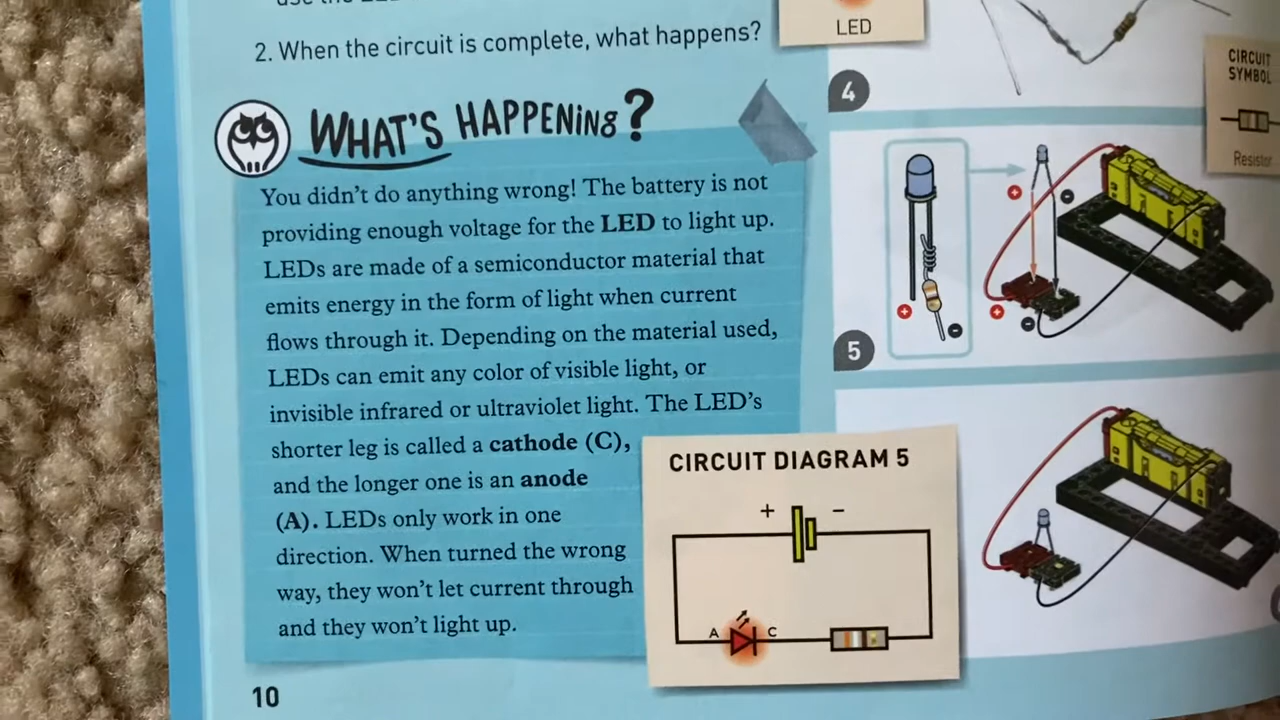 use the LE
2. When the circuit is complete, what happens?
WHAT'S HAPPENiNg?
You didn't do anything wrong! The battery is not
providing enough voltage for the LED to light up.
LEDs are made of a semiconductor material that
emits energy in the form of light when current
flows through it. Depending on the material used,
LEDs can emit any color of visible light, or
invisible infrared or ultraviolet light. The LED's
shorter leg is called a cathode (C),
and the longer one is an anode
(A). LEDs only work in one
direction. When turned the wrong
way, they won't let current through
and they won't light up.
10
CIRCUIT DIAGRAM 5
+ −
A C
LED
4
CIRCUIT
SYMBOL
Resistor
+ −
+ −
+ −
5